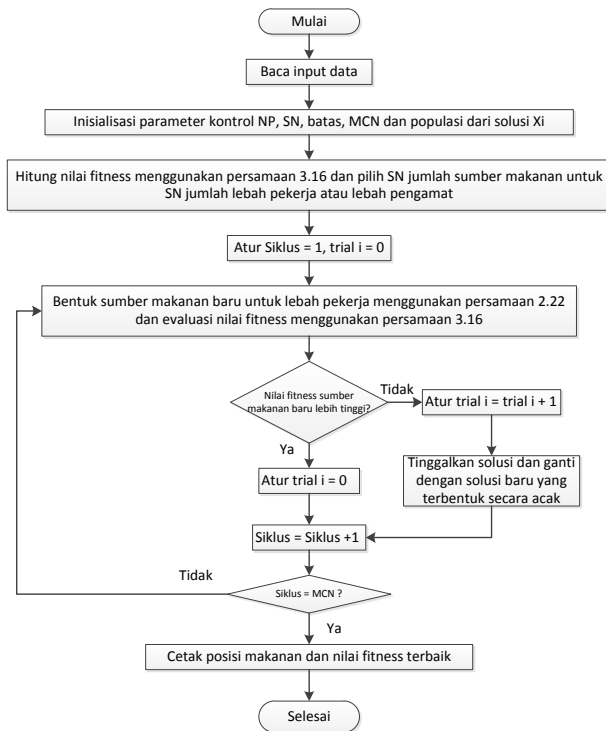 Mulai
Baca input data
Inisialisasi parameter kontrol NP, SN, batas, MCN dan populasi dari solusi Xi
Hitung nilai fitness menggunakan persamaan 3.16 dan pilih SN jumlah sumber makanan untuk
SN jumlah lebah pekerja atau lebah pengamat
Atur Siklus = 1, trial i = 0
Bentuk sumber makanan baru untuk lebah pekerja menggunakan persamaan 2.22
dan evaluasi nilai fitness menggunakan persamaan 3.16
Nilai fitness sumber
makanan baru lebih tinggi?
Tidak
Atur trial i = trial i + 1
Ya
Tinggalkan solusi dan ganti
dengan solusi baru yang
terbentuk secara acak
Atur trial i = 0
Siklus = Siklus +1
Tidak
Siklus = MCN ?
Ya
Cetak posisi makanan dan nilai fitness terbaik
Selesai